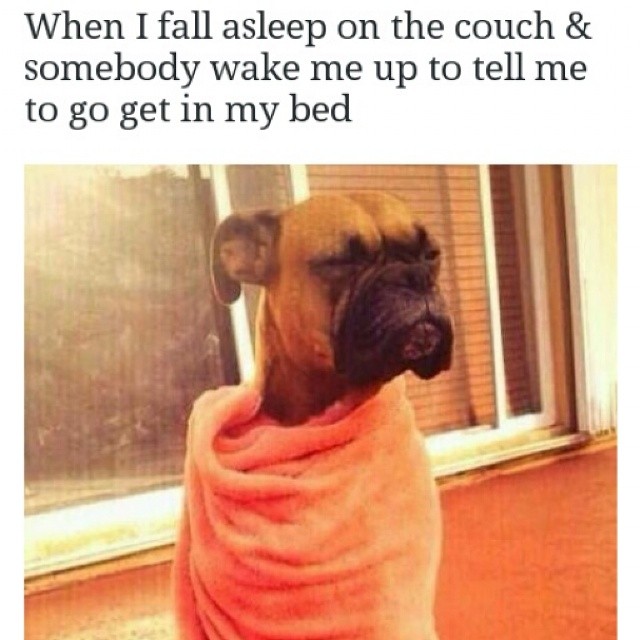 When I fall asleep on the couch &
somebody wake me up to tell me
to go get in my bed